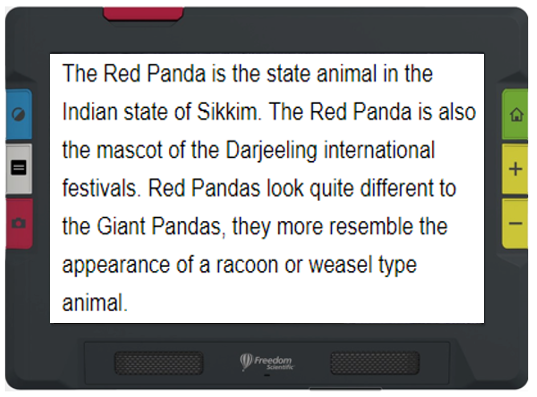 The Red Panda is the state animal in the
Indian state of Sikkim. The Red Panda is also
the mascot of the Darjeeling international
festivals. Red Pandas look quite different to
the Giant Pandas, they more resemble the
appearance of a racoon or weasel type
animal.
Freedom
Scientific